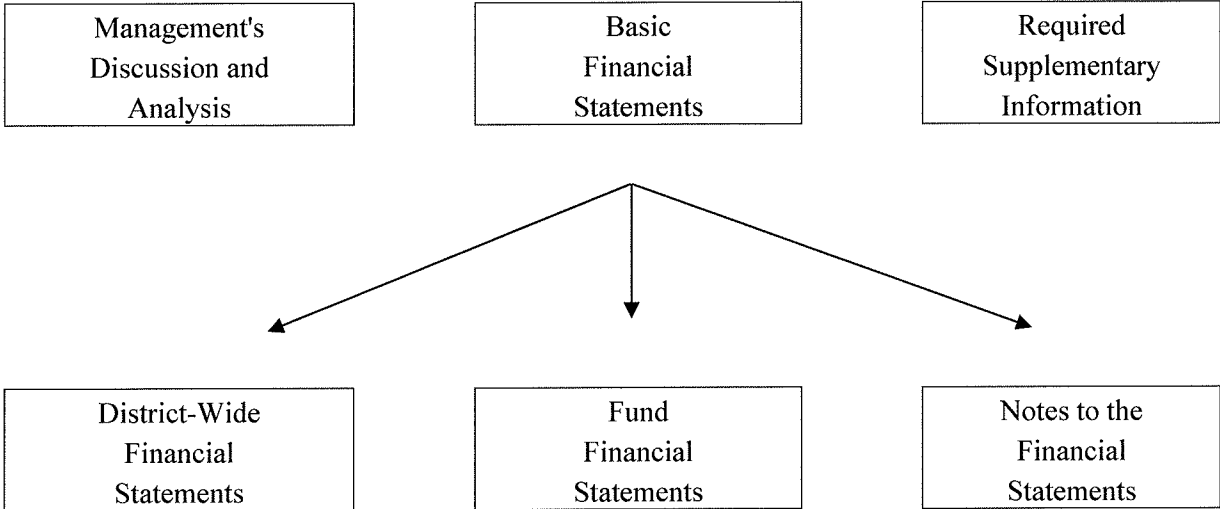 Management's
Discussion and
Analysis
Basic
Financial
Statements
Required
Supplementary
Information
District-Wide
Financial
Statements
Fund
Financial
Statements
Notes to the
Financial
Statements